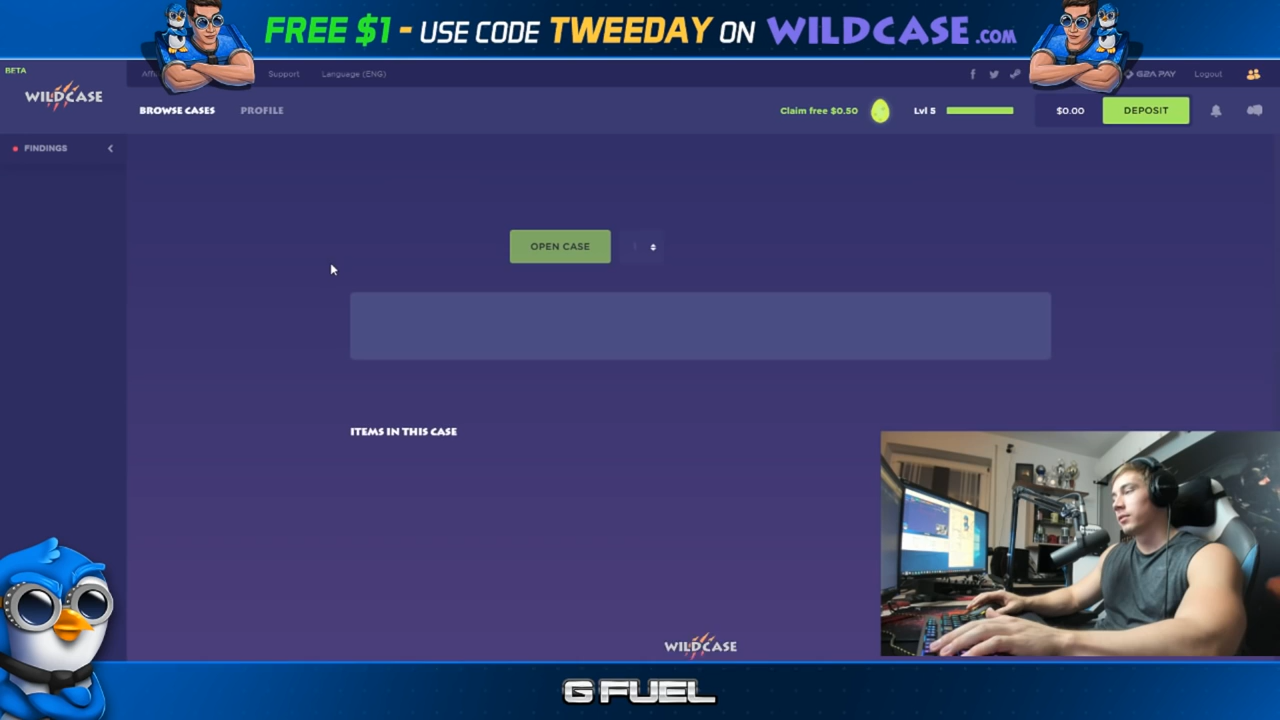 FREE $1 - USE CODE TWEEDAY ON WILDCASE.COM
BETA
WILDCASE
Support
Language (ENG)
G2A PAY
Logout
BROWSE CASES
PROFILE
Claim free $0.50
Lvl 5
$0.00
DEPOSIT
FINDINGS
OPEN CASE
1
ITEMS IN THIS CASE
WILDCASE
G FUEL